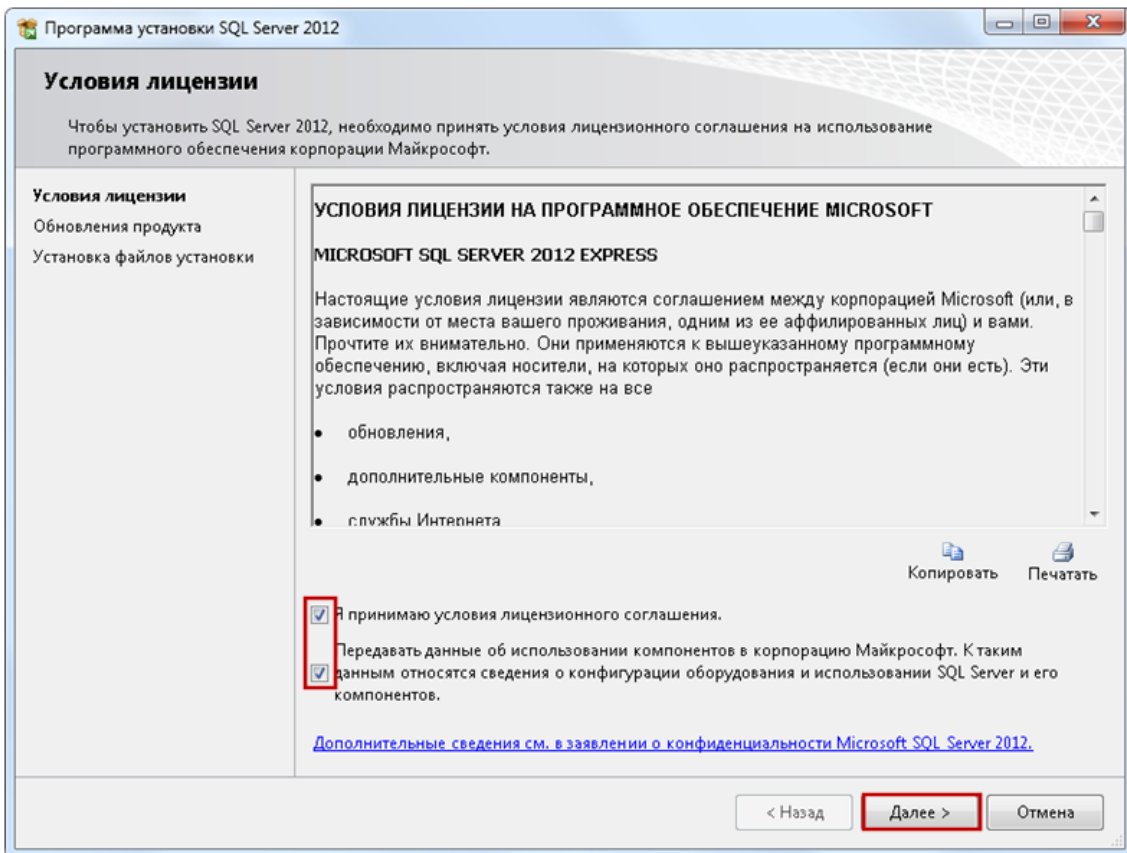 Программа установки SQL Server 2012
Условия лицензии
Чтобы установить SQL Server 2012, необходимо принять условия лицензионного соглашения на использование
программного обеспечения корпорации Майкрософт.
Условия лицензии
Обновления продукта
Установка файлов установки
УСЛОВИЯ ЛИЦЕНЗИИ НА ПРОГРАММНОЕ ОБЕСПЕЧЕНИЕ MICROSOFT
MICROSOFT SQL SERVER 2012 EXPRESS
Настоящие условия лицензии являются соглашением между корпорацией Microsoft (или, в
зависимости от места вашего проживания, одним из ее аффилированных лиц) и вами.
Прочтите их внимательно. Они применяются к вышеуказанному программному
обеспечению, включая носители, на которых оно распространяется (если они есть). Эти
условия распространяются также на все
• обновления,
• дополнительные компоненты,
• службы Интернета
Копировать Печатать
Я принимаю условия лицензионного соглашения.
Передавать данные об использовании компонентов в корпорацию Майкрософт. К таким
данным относятся сведения о конфигурации оборудования и использовании SQL Server и его
компонентов.
Дополнительные сведения см. в заявлении о конфиденциальности Microsoft SQL Server 2012.
< Назад Далее > Отмена